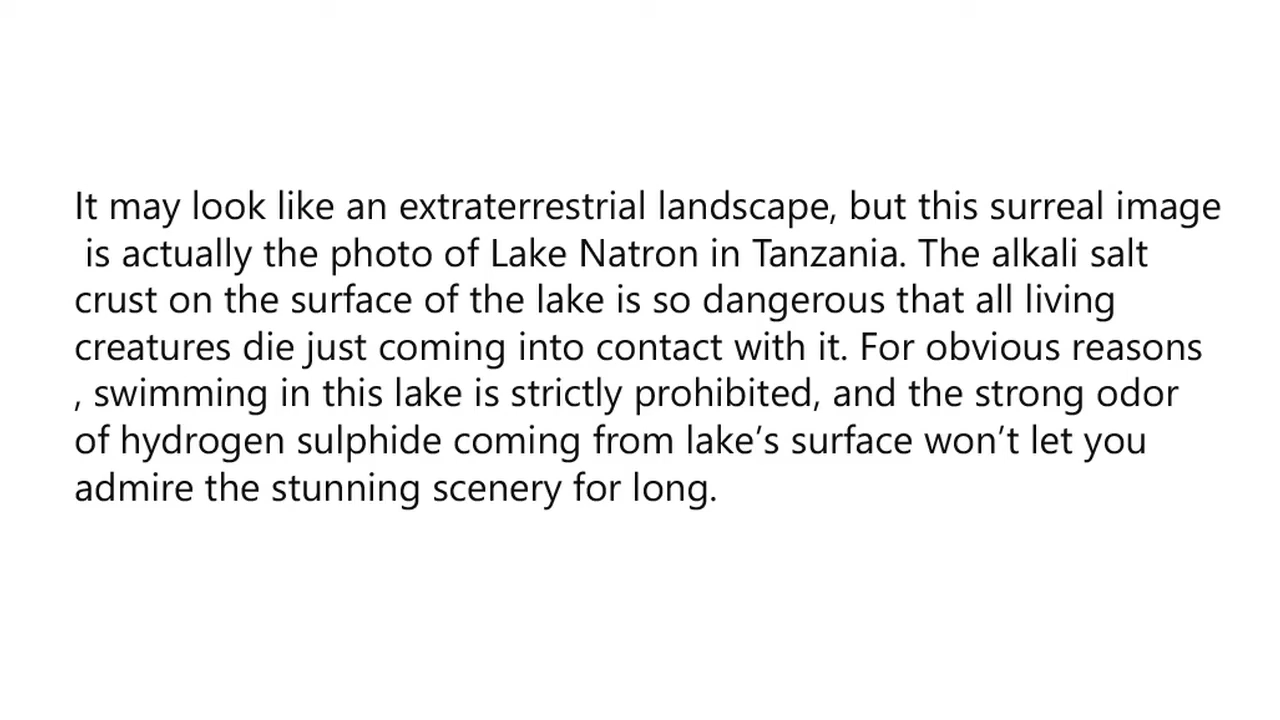 It may look like an extraterrestrial landscape, but this surreal image
is actually the photo of Lake Natron in Tanzania. The alkali salt
crust on the surface of the lake is so dangerous that all living
creatures die just coming into contact with it. For obvious reasons
, swimming in this lake is strictly prohibited, and the strong odor
of hydrogen sulphide coming from lake’s surface won’t let you
admire the stunning scenery for long.